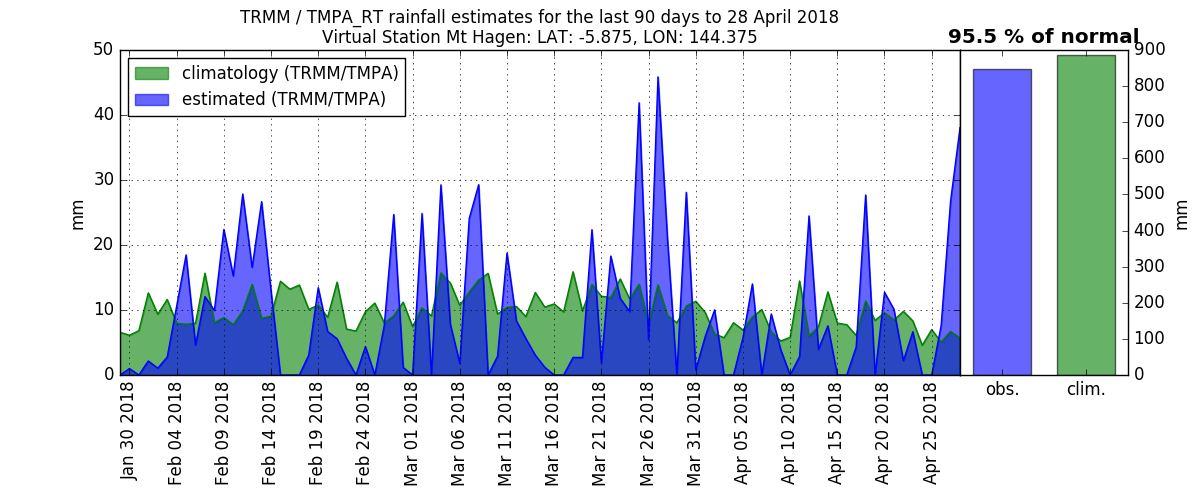 TRMM / TMPA_RT rainfall estimates for the last 90 days to 28 April 2018
Virtual Station Mt Hagen: LAT: -5.875, LON: 144.375
95.5 % of normal
climatology (TRMM/TMPA)
estimated (TRMM/TMPA)
50
40
30
20
10
0
mm
Jan 30 2018
Feb 04 2018
Feb 09 2018
Feb 14 2018
Feb 19 2018
Feb 24 2018
Mar 01 2018
Mar 06 2018
Mar 11 2018
Mar 16 2018
Mar 21 2018
Mar 26 2018
Mar 31 2018
Apr 05 2018
Apr 10 2018
Apr 15 2018
Apr 20 2018
Apr 25 2018
obs.
clim.
900
800
700
600
500
400
300
200
100
0
mm